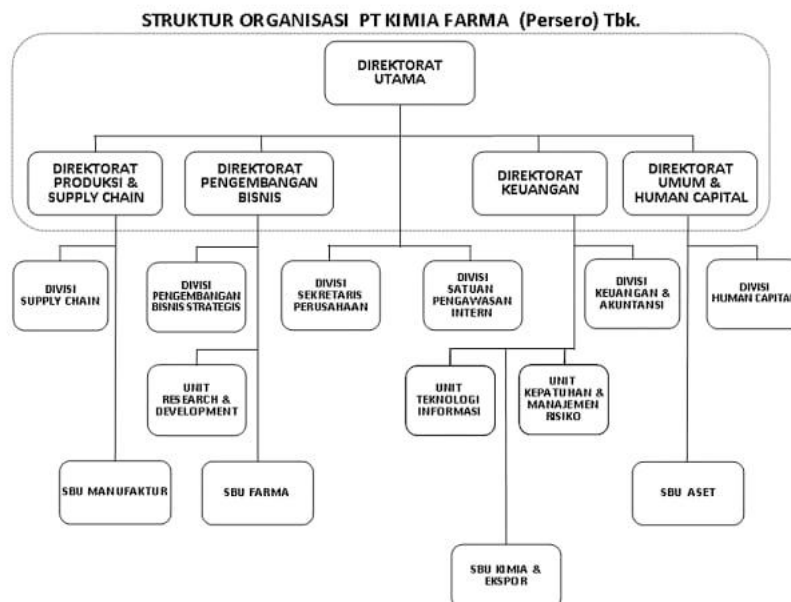 STRUKTUR ORGANISASI PT KIMIA FARMA (Persero) Tbk.
DIREKTORAT
UTAMA
DIREKTORAT
PRODUKSI &
SUPPLY CHAIN
DIREKTORAT
PENGEMBANGAN
BISNIS
DIREKTORAT
KEUANGAN
DIREKTORAT
UMUM &
HUMAN CAPITAL
DIVISI
SUPPLY CHAIN
DIVISI
PENGEMBANGAN
BISNIS STRATEGIS
DIVISI
SEKRETARIS
PERUSAHAAN
DIVISI
SATUAN
PENGAWASAN
INTERN
DIVISI
KEUANGAN &
AKUNTANSI
DIVISI
HUMAN CAPITAL
UNIT
RESEARCH &
DEVELOPMENT
UNIT
TEKNOLOGI
INFORMASI
UNIT
KEPATUHAN &
MANAJEMEN
RISIKO
SBU MANUFAKTUR
SBU FARMA
SBU ASET
SBU KIMIA &
EKSPOR